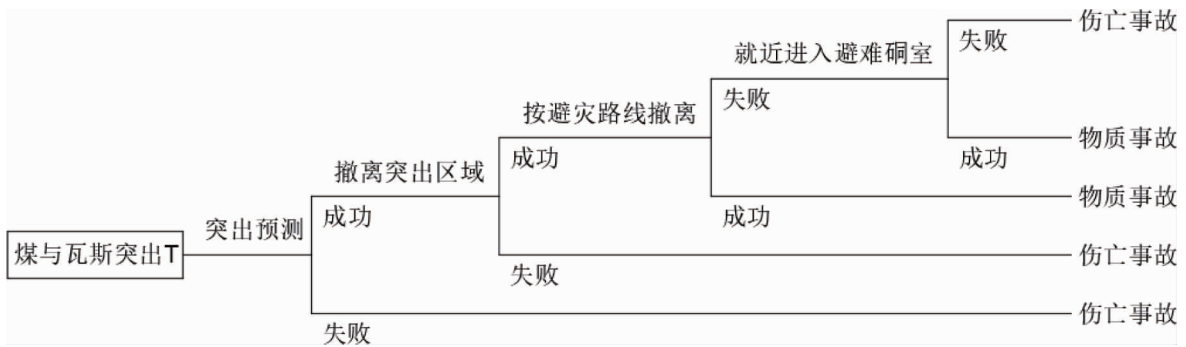 伤亡事故
失败
就近进入避难硐室
失败
按避灾路线撤离
物质事故
成功
成功
撤离突出区域
物质事故
成功
成功
突出预测
煤与瓦斯突出T
伤亡事故
失败
伤亡事故
失败